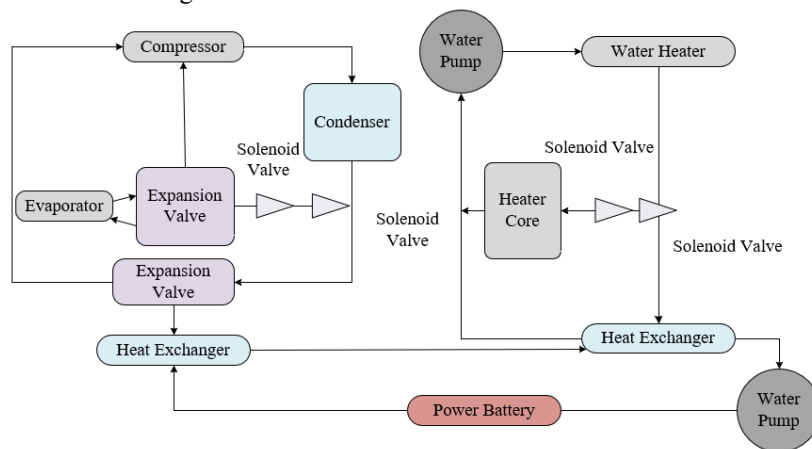 Compressor
Water
Pump
Water Heater
Condenser
Solenoid
Valve
Solenoid
Valve
Evaporator
Expansion
Valve
Heater
Core
Solenoid
Valve
Solenoid
Valve
Expansion
Valve
Heat Exchanger
Heat Exchanger
Power Battery
Water
Pump